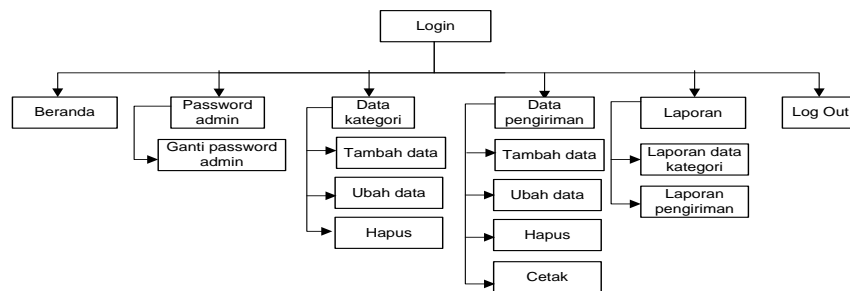 Login
Beranda
Password
admin
Ganti password
admin
Data
kategori
Tambah data
Ubah data
Hapus
Data
pengiriman
Tambah data
Ubah data
Hapus
Cetak
Laporan
Laporan data
kategori
Laporan
pengiriman
Log Out